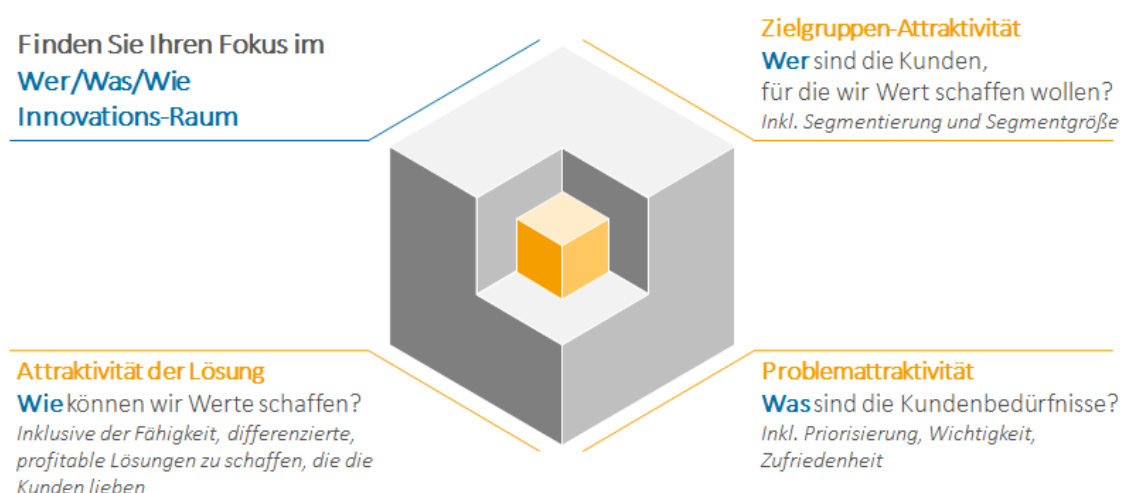 Finden Sie Ihren Fokus im
Wer/Was/Wie
Innovations-Raum
Zielgruppen-Attraktivität
Wer sind die Kunden,
für die wir Wert schaffen wollen?
Inkl. Segmentierung und Segmentgröße
Attraktivität der Lösung
Wie können wir Werte schaffen?
Inklusive der Fähigkeit, differenzierte,
profitable Lösungen zu schaffen, die die
Kunden lieben
Problemattraktivität
Was sind die Kundenbedürfnisse?
Inkl. Priorisierung, Wichtigkeit,
Zufriedenheit